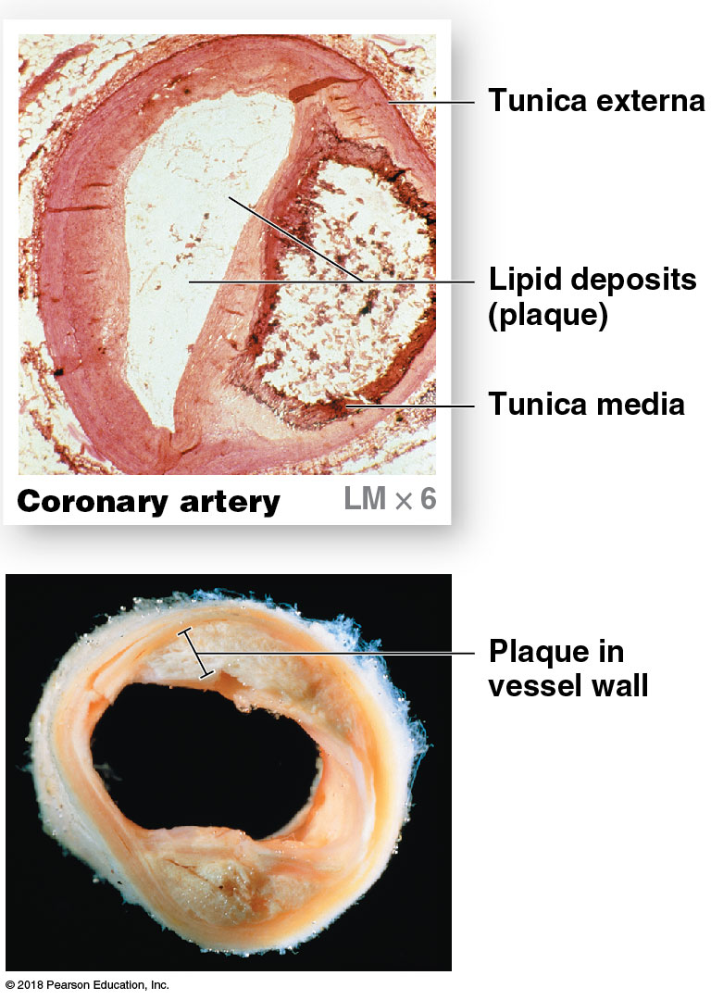 Tunica externa
Lipid deposits
(plaque)
Tunica media
Coronary artery LM × 6
Plaque in
vessel wall
© 2018 Pearson Education, Inc.